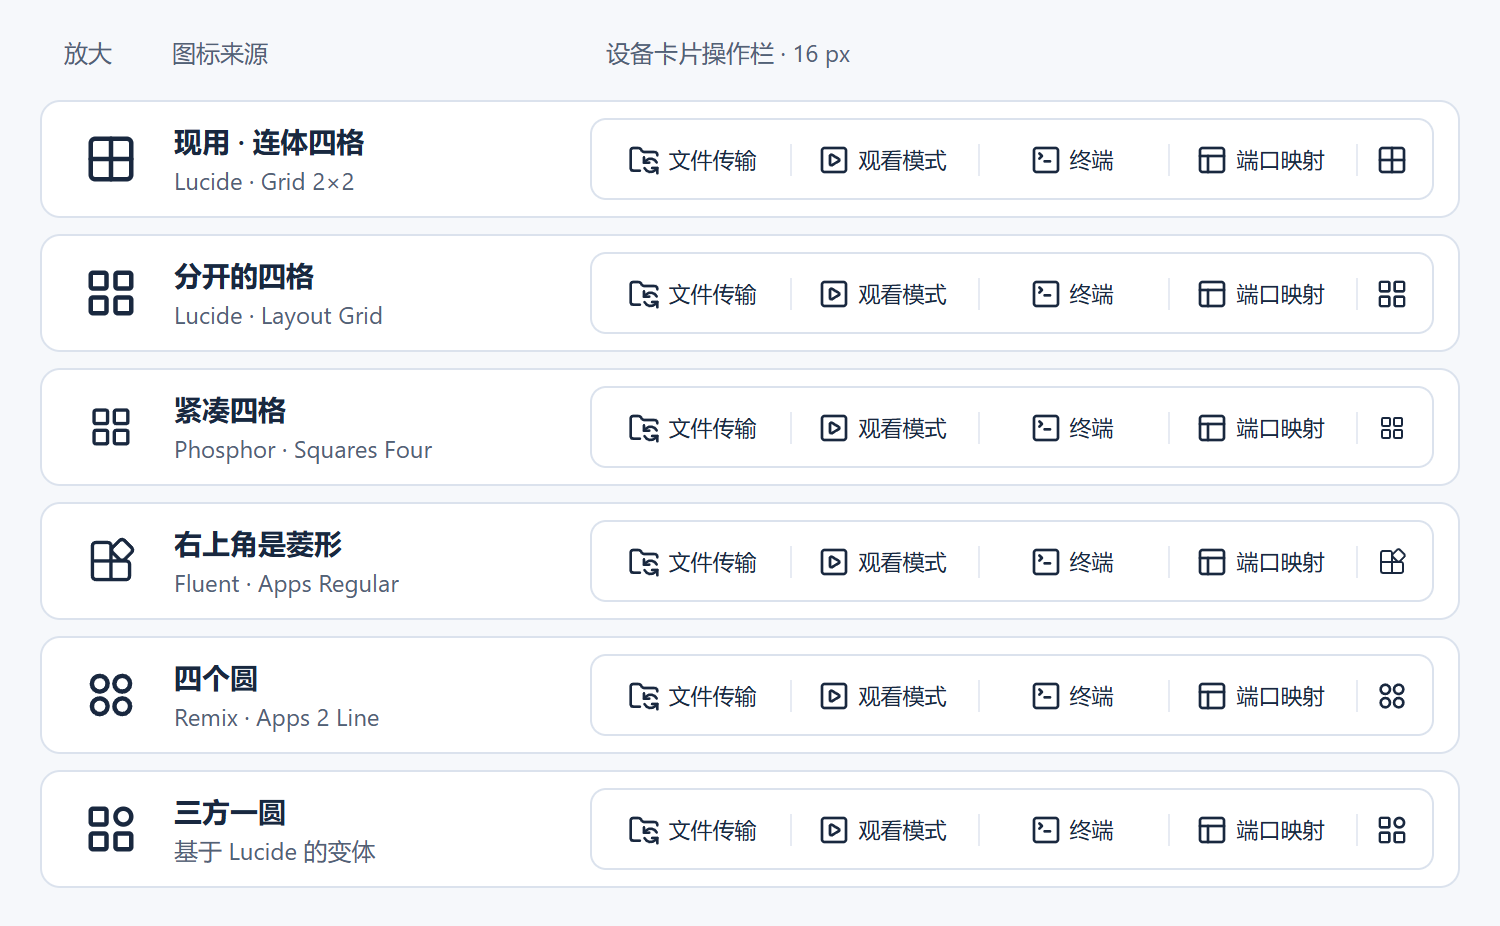 放大 图标来源 设备卡片操作栏 · 16 px
现用 · 连体四格
Lucide · Grid 2×2
文件传输 观看模式 终端 端口映射
分开的四格
Lucide · Layout Grid
文件传输 观看模式 终端 端口映射
紧凑四格
Phosphor · Squares Four
文件传输 观看模式 终端 端口映射
右上角是菱形
Fluent · Apps Regular
文件传输 观看模式 终端 端口映射
四个圆
Remix · Apps 2 Line
文件传输 观看模式 终端 端口映射
三方一圆
基于 Lucide 的变体
文件传输 观看模式 终端 端口映射